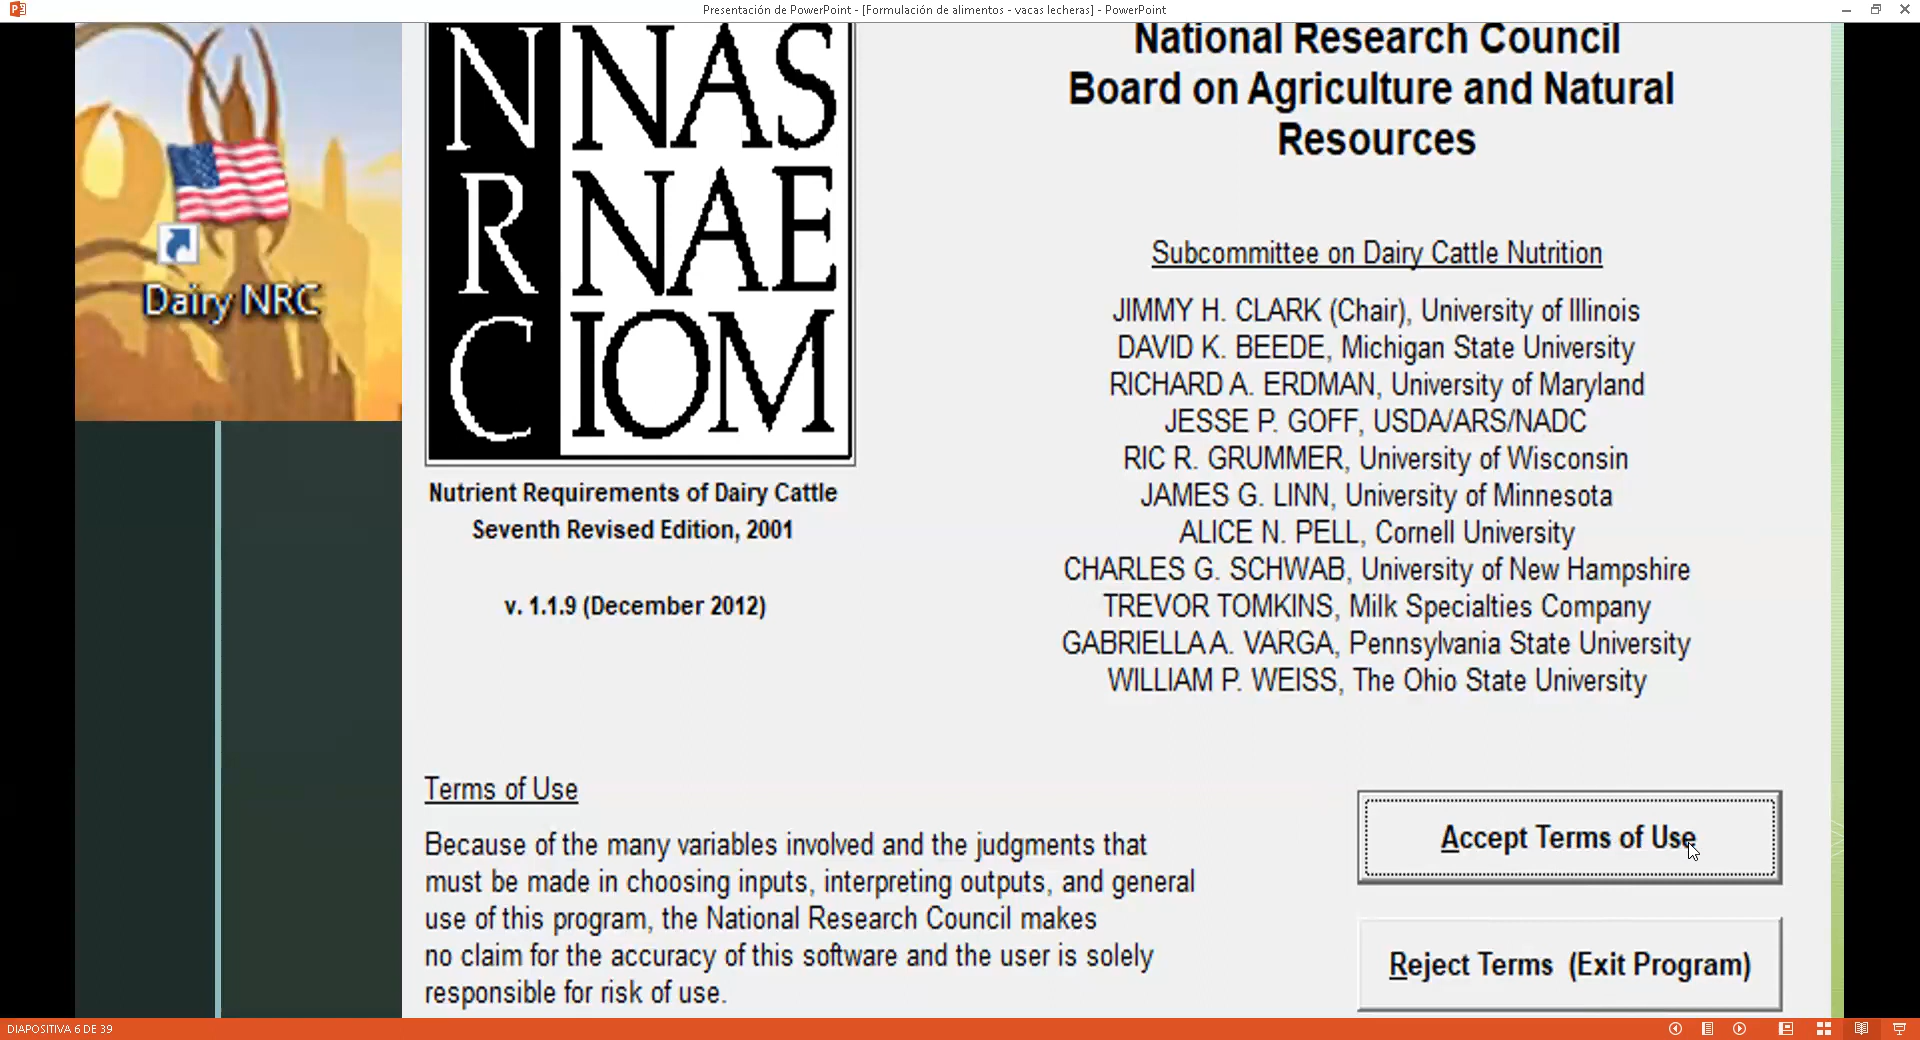 Presentación de PowerPoint - [Formulación de alimentos - vacas lecheras] - PowerPoint
Dairy NRC
N NAS
R NAE
C IOM
Nutrient Requirements of Dairy Cattle
Seventh Revised Edition, 2001
v. 1.1.9 (December 2012)
National Research Council
Board on Agriculture and Natural
Resources
Subcommittee on Dairy Cattle Nutrition
JIMMY H. CLARK (Chair), University of Illinois
DAVID K. BEEDE, Michigan State University
RICHARD A. ERDMAN, University of Maryland
JESSE P. GOFF, USDA/ARS/NADC
RIC R. GRUMMER, University of Wisconsin
JAMES G. LINN, University of Minnesota
ALICE N. PELL, Cornell University
CHARLES G. SCHWAB, University of New Hampshire
TREVOR TOMKINS, Milk Specialties Company
GABRIELLA A. VARGA, Pennsylvania State University
WILLIAM P. WEISS, The Ohio State University
Terms of Use
Because of the many variables involved and the judgments that
must be made in choosing inputs, interpreting outputs, and general
use of this program, the National Research Council makes
no claim for the accuracy of this software and the user is solely
responsible for risk of use.
Accept Terms of Use
Reject Terms (Exit Program)
DIAPOSITIVA 6 DE 39